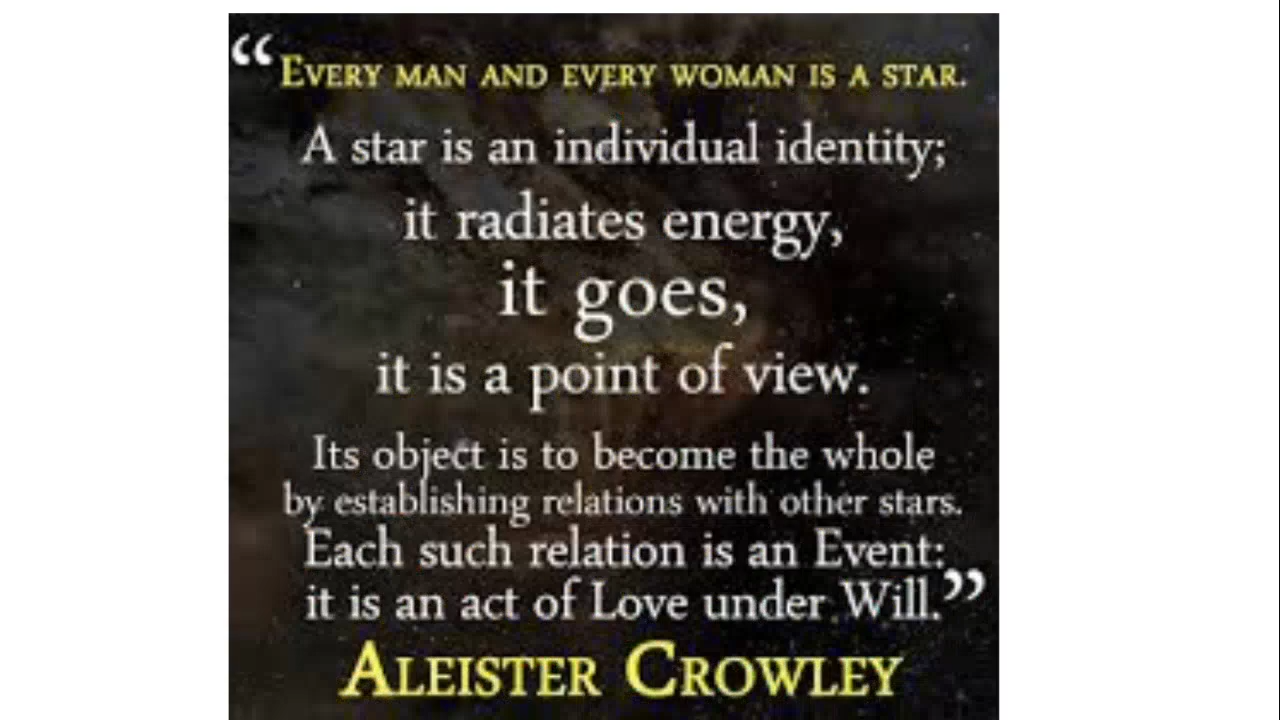 “Every man and every woman is a star.
A star is an individual identity;
it radiates energy,
it goes,
it is a point of view.
Its object is to become the whole
by establishing relations with other stars.
Each such relation is an Event:
it is an act of Love under Will.”
Aleister Crowley